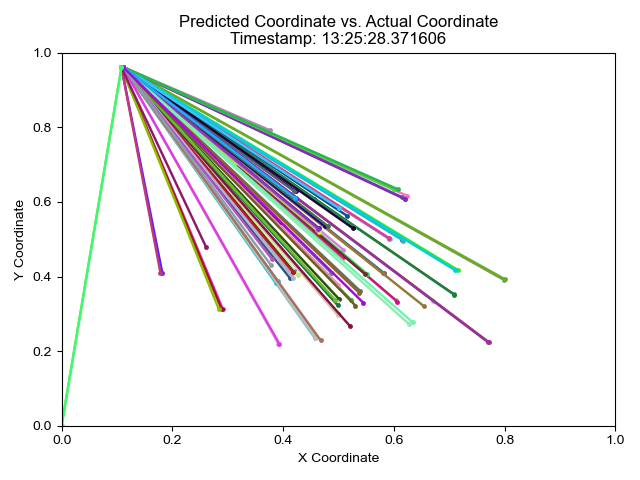 Predicted Coordinate vs. Actual Coordinate
Timestamp: 13:25:28.371606
1.0
0.8
0.6
0.4
0.2
0.0
Y Coordinate
0.0 0.2 0.4 0.6 0.8 1.0
X Coordinate